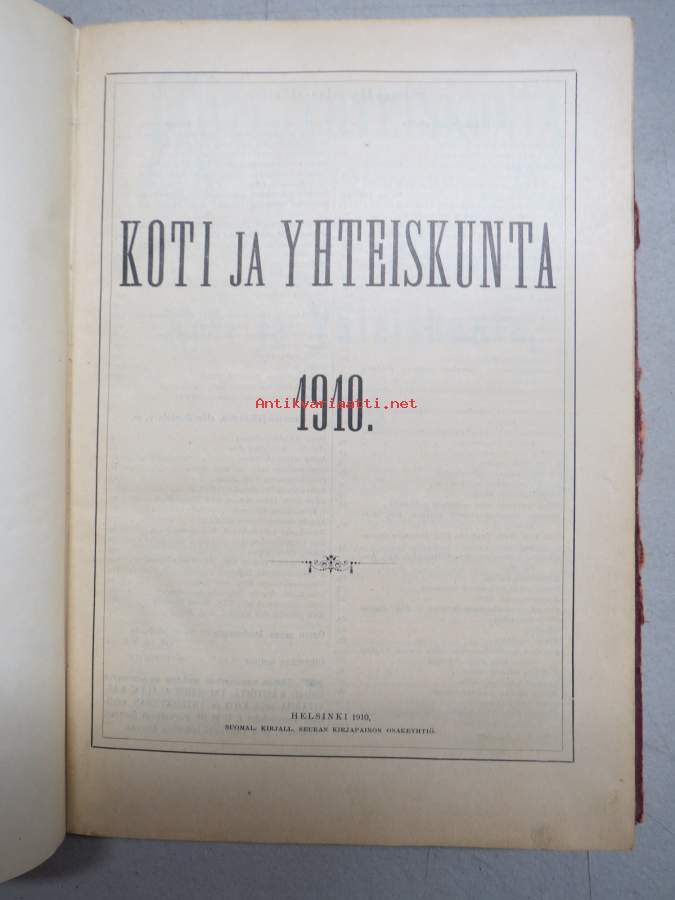 KOTI JA YHTEISKUNTA
1910.
Antikvariaatti.net
HELSINKI 1910,
SUOMAL. KIRJALL. SEURAN KIRJAPAINON OSAKEYHTIÖ.